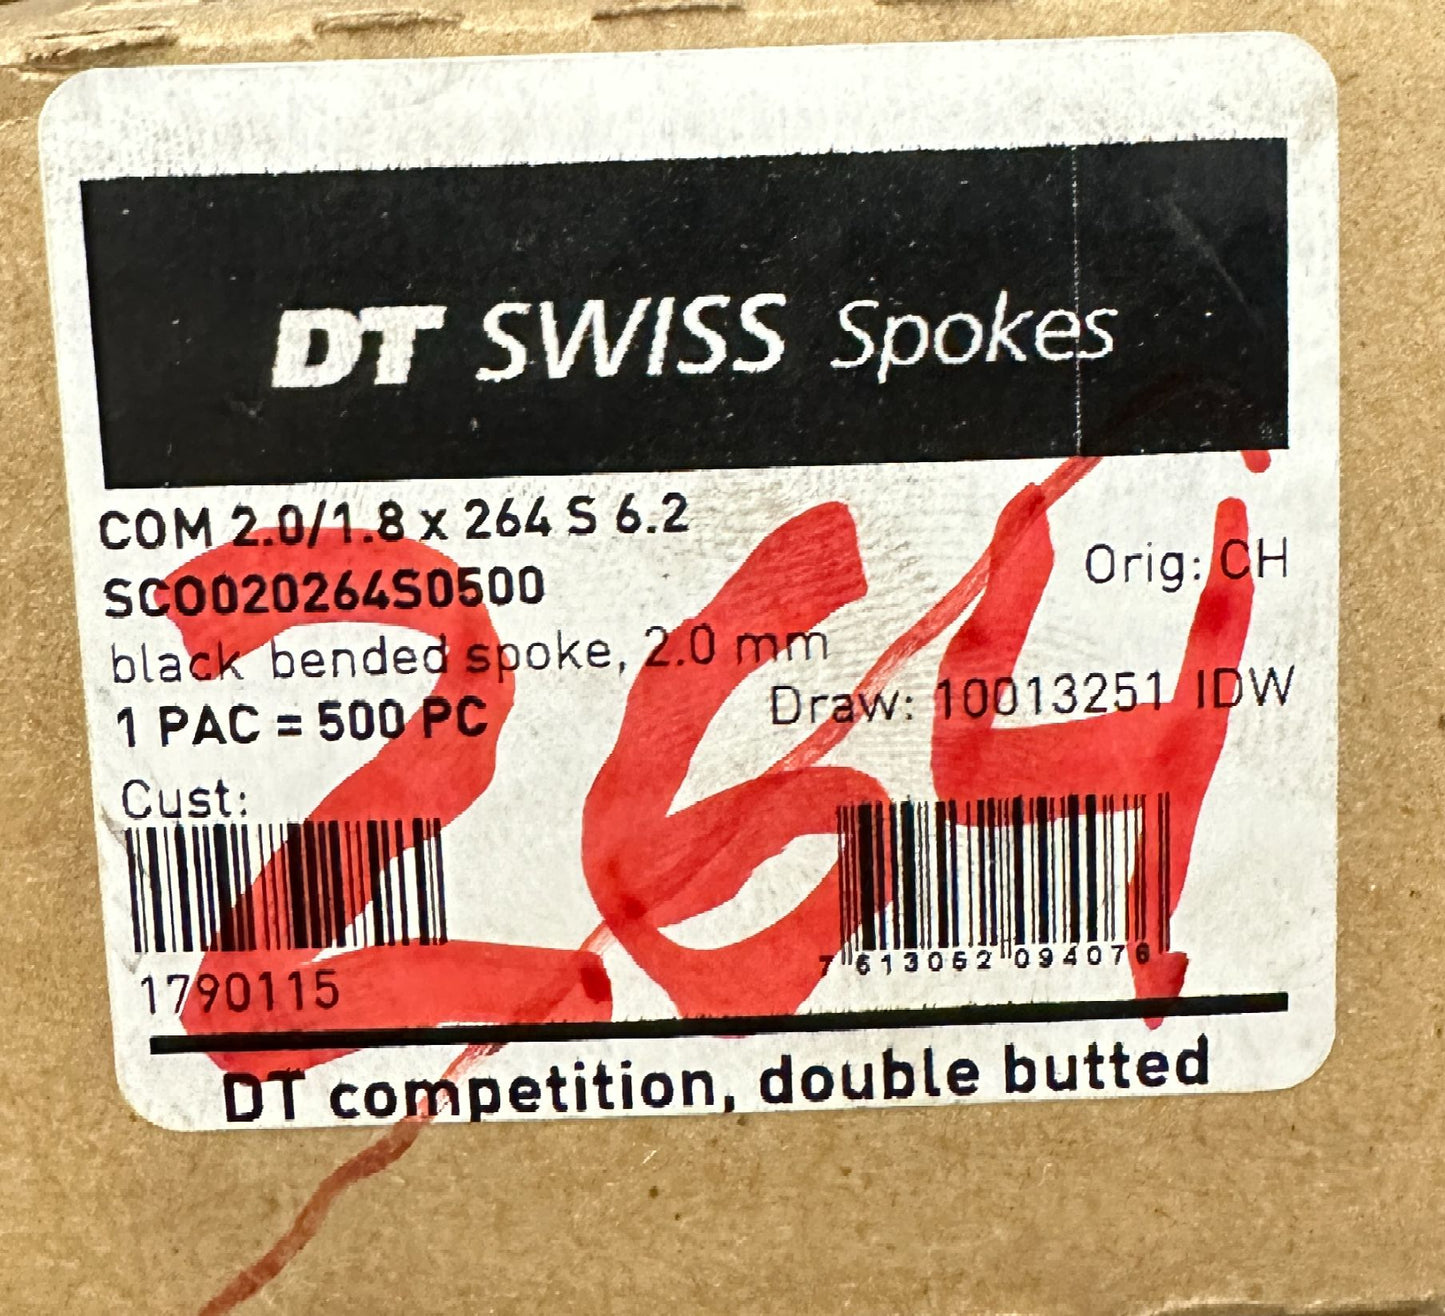 DT SWISS Spokes
COM 2.0/1.8 x 264 S 6.2
SCO020264S0500
Orig: CH
black bended spoke, 2.0 mm
Draw: 10013251 IDW
1 PAC = 500 PC
Cust:
264
1790115
7 613052 094076
DT competition, double butted